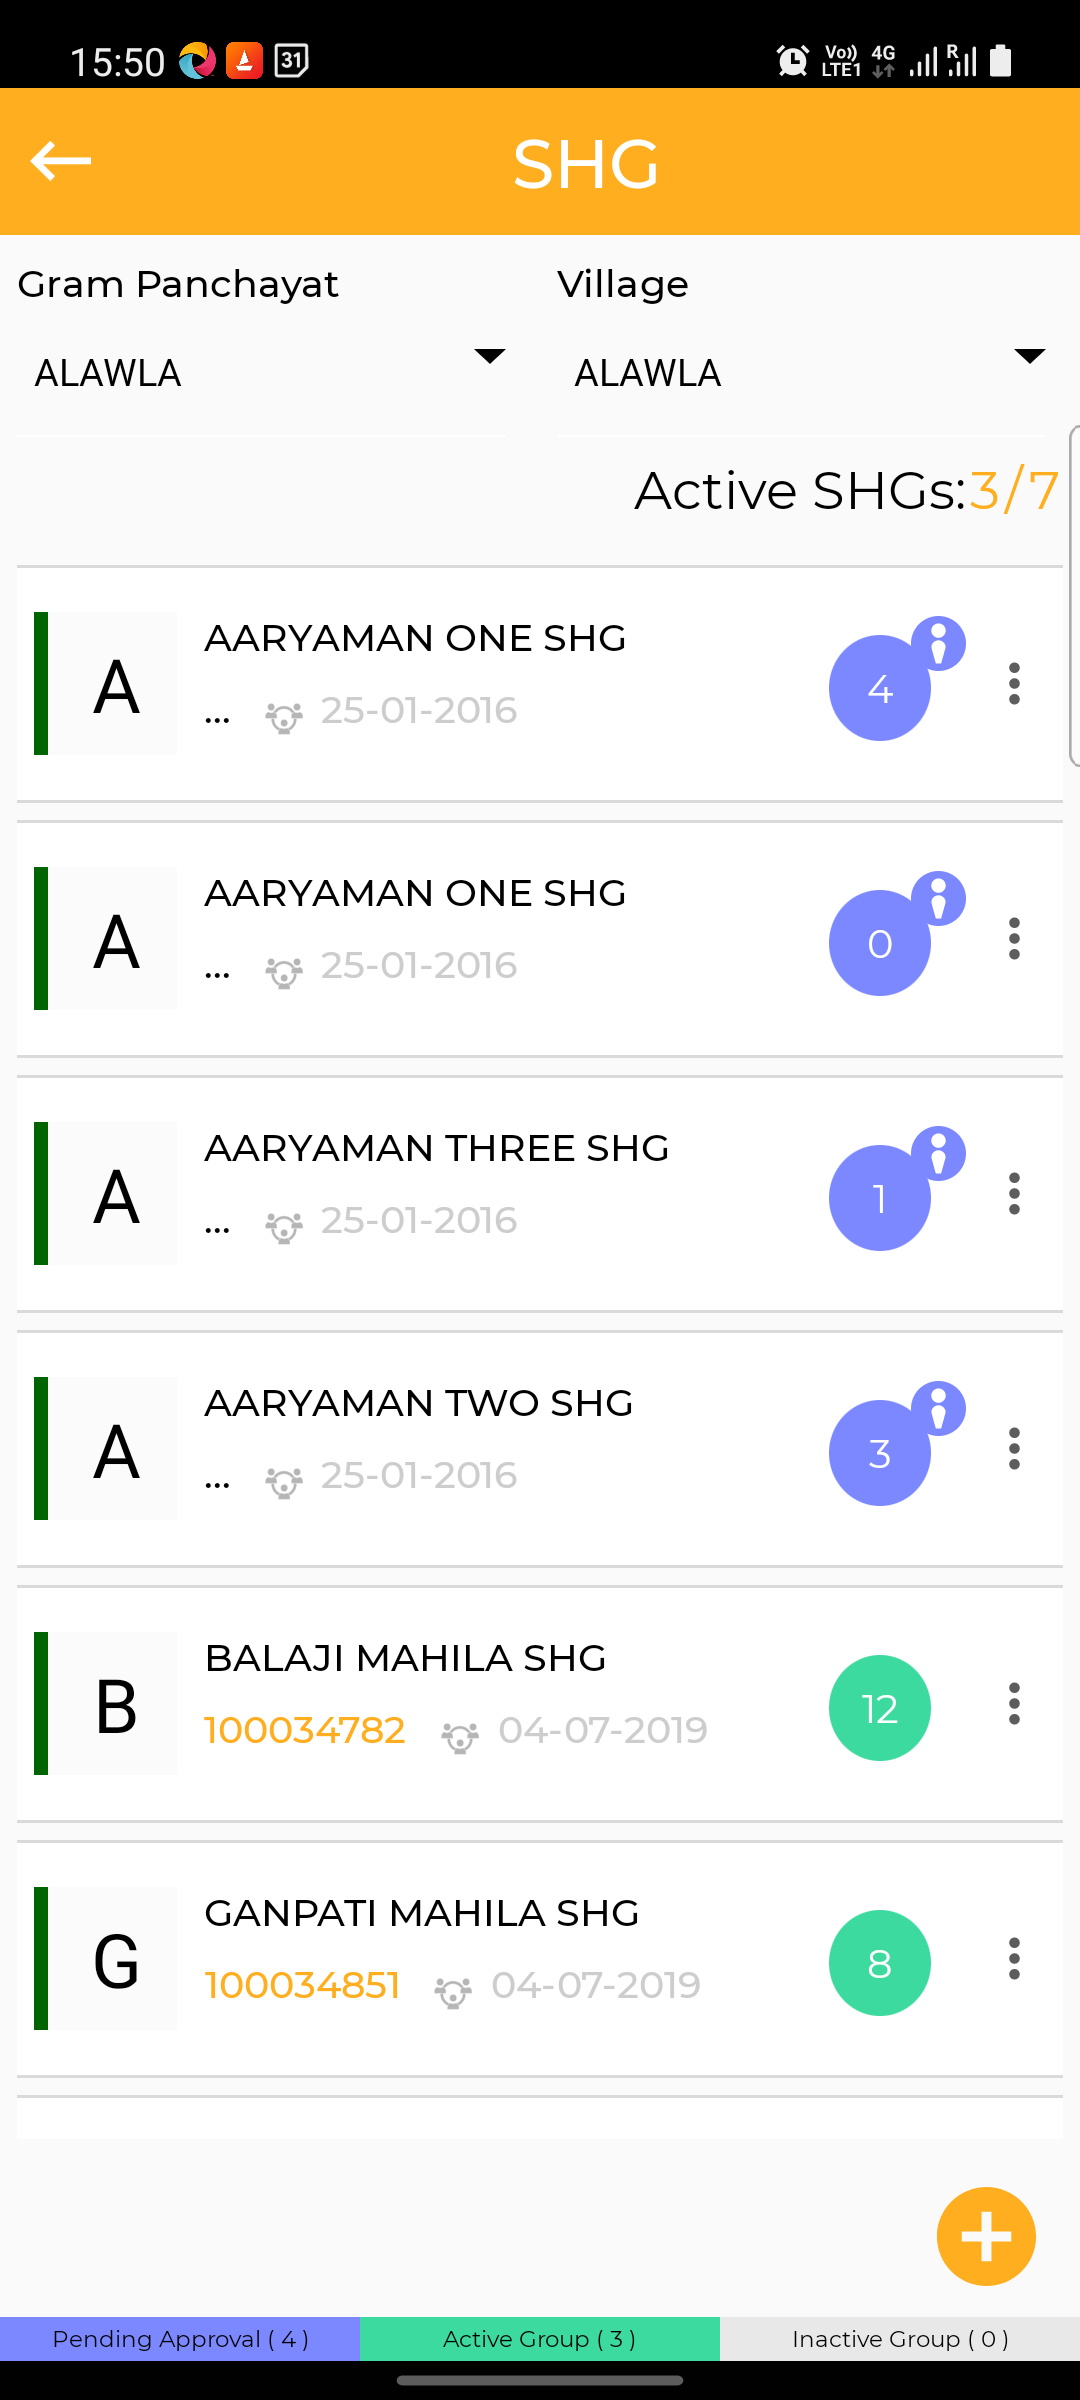 15:50 31 Vo)) LTE1 4G R
SHG
Gram Panchayat Village
ALAWLA ALAWLA
Active SHGs:3/7
A AARYAMAN ONE SHG 4
... 25-01-2016
A AARYAMAN ONE SHG 0
... 25-01-2016
A AARYAMAN THREE SHG 1
... 25-01-2016
A AARYAMAN TWO SHG 3
... 25-01-2016
B BALAJI MAHILA SHG 12
100034782 04-07-2019
G GANPATI MAHILA SHG 8
100034851 04-07-2019
Pending Approval ( 4 ) Active Group ( 3 ) Inactive Group ( 0 )